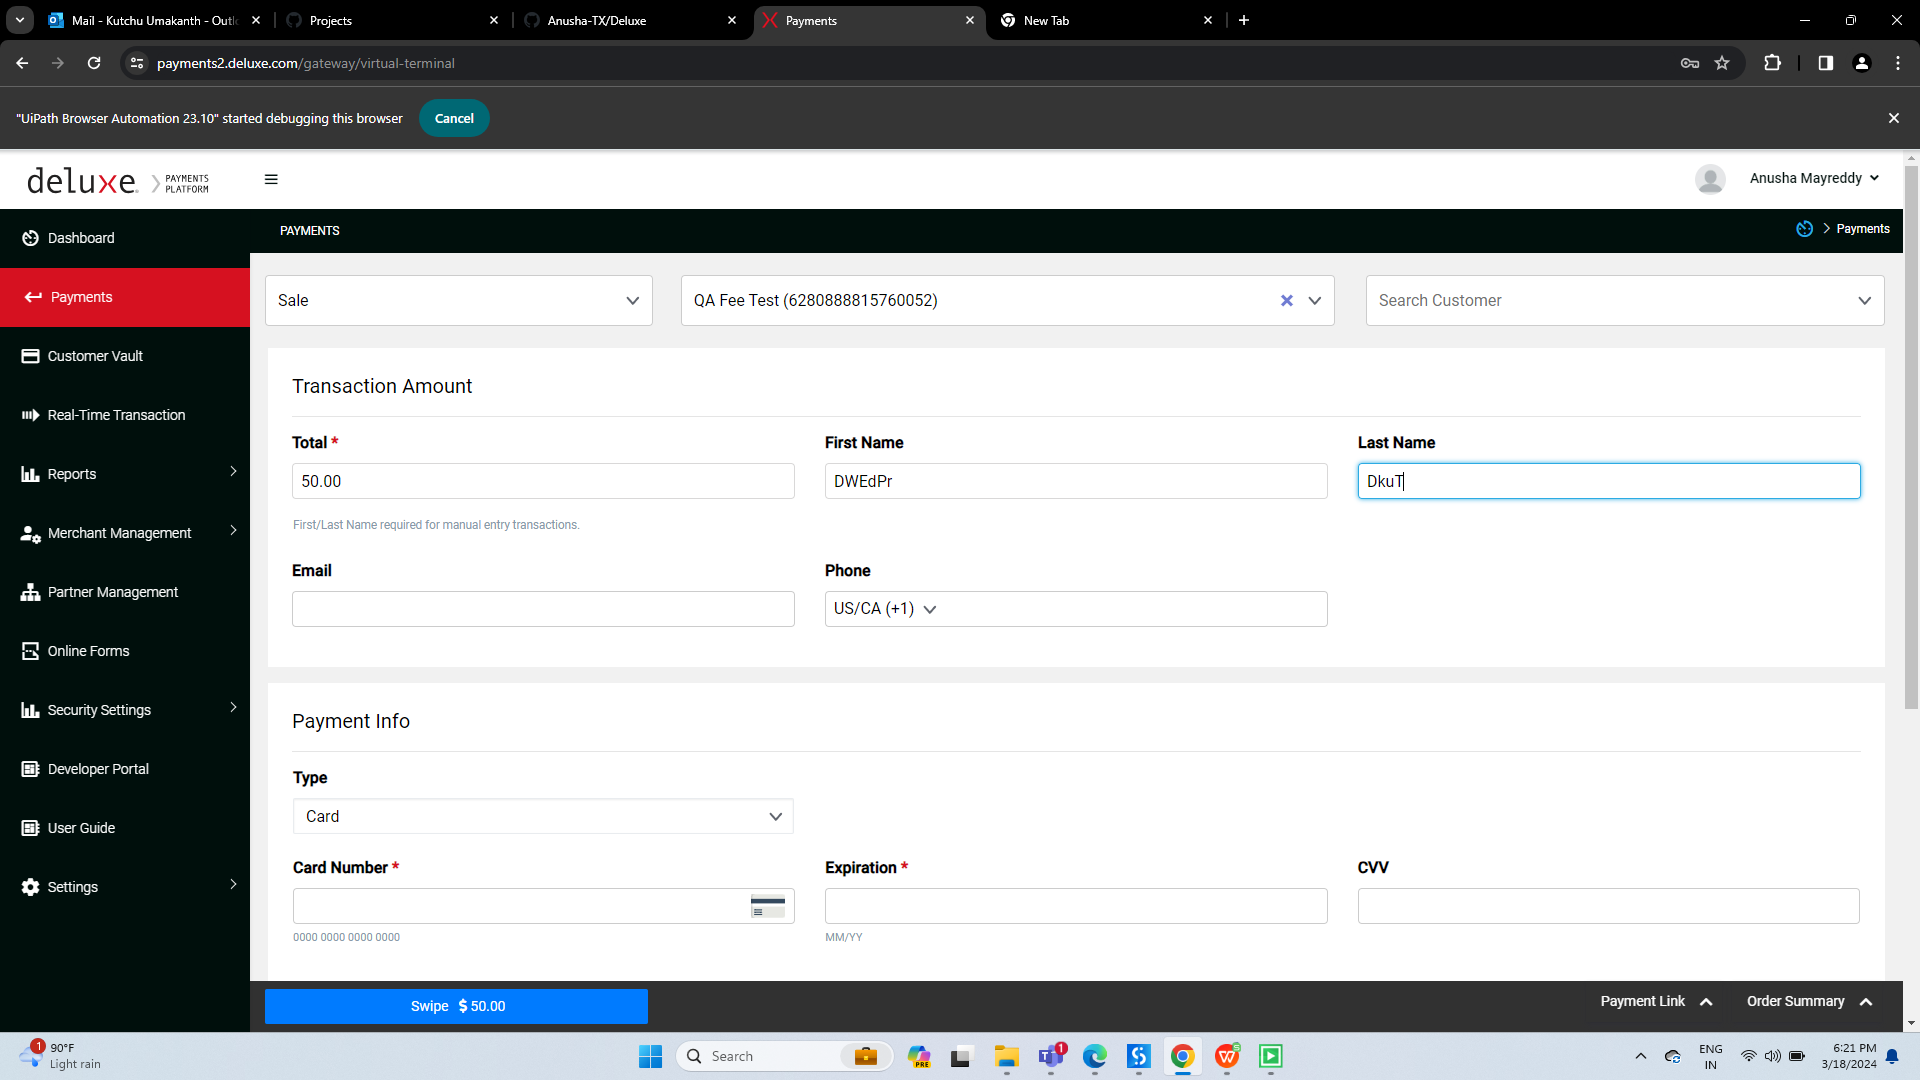 Mail - Kutchu Umakanth - Outl
Projects
Anusha-TX/Deluxe
Payments
New Tab
payments2.deluxe.com/gateway/virtual-terminal
"UiPath Browser Automation 23.10" started debugging this browser
Cancel
deluxe.
PAYMENTS
PLATFORM
Anusha Mayreddy
Dashboard
PAYMENTS
Payments
Payments
Sale
QA Fee Test (6280888815760052)
Search Customer
Customer Vault
Real-Time Transaction
Reports
Merchant Management
Partner Management
Online Forms
Security Settings
Developer Portal
User Guide
Settings
Transaction Amount
Total *
First Name
Last Name
50.00
DWEdPr
DkuT
First/Last Name required for manual entry transactions.
Email
Phone
US/CA (+1)
Payment Info
Type
Card
Card Number *
Expiration *
CVV
0000 0000 0000 0000
MM/YY
Swipe $ 50.00
Payment Link
Order Summary
1
90°F
Light rain
Search
PRE
1
ENG
IN
6:21 PM
3/18/2024